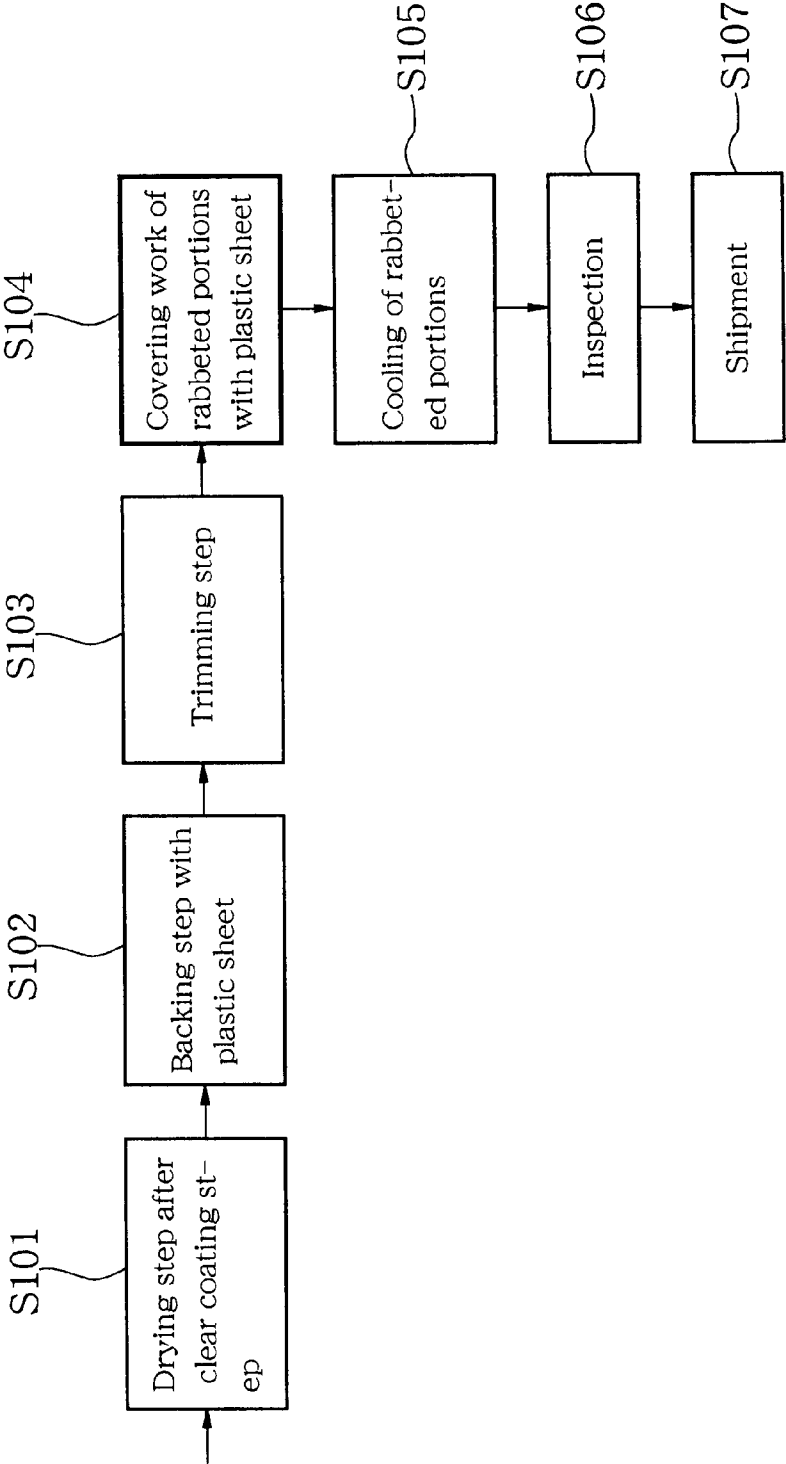 S101
Drying step after
clear coating st-
ep
S102
Backing step with
plastic sheet
S103
Trimming step
S104
Covering work of
rabbeted portions
with plastic sheet
S105
Cooling of rabbet-
ed portions
S106
Inspection
S107
Shipment